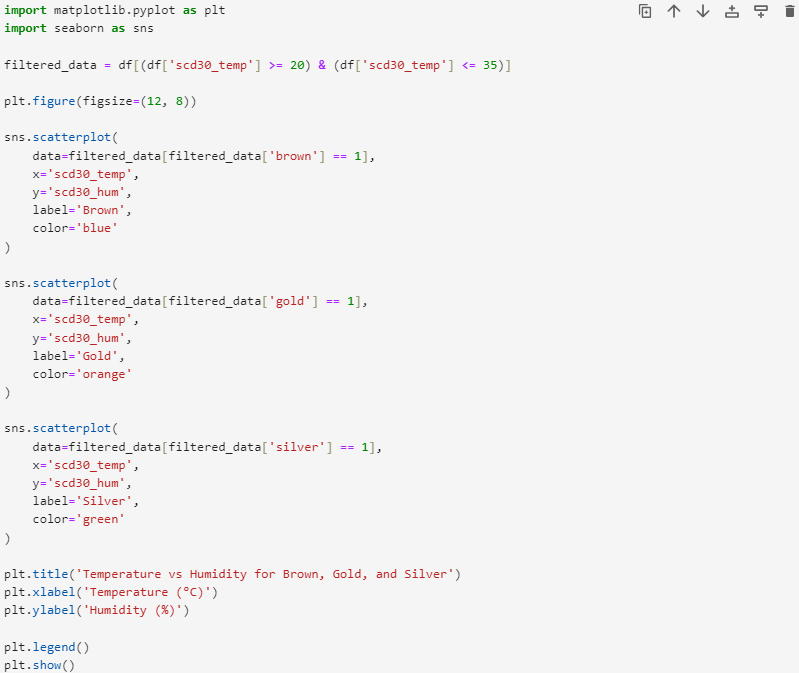 import matplotlib.pyplot as plt
import seaborn as sns

filtered_data = df[(df['scd30_temp'] >= 20) & (df['scd30_temp'] <= 35)]

plt.figure(figsize=(12, 8))

sns.scatterplot(
    data=filtered_data[filtered_data['brown'] == 1],
    x='scd30_temp',
    y='scd30_hum',
    label='Brown',
    color='blue'
)

sns.scatterplot(
    data=filtered_data[filtered_data['gold'] == 1],
    x='scd30_temp',
    y='scd30_hum',
    label='Gold',
    color='orange'
)

sns.scatterplot(
    data=filtered_data[filtered_data['silver'] == 1],
    x='scd30_temp',
    y='scd30_hum',
    label='Silver',
    color='green'
)

plt.title('Temperature vs Humidity for Brown, Gold, and Silver')
plt.xlabel('Temperature (°C)')
plt.ylabel('Humidity (%)')

plt.legend()
plt.show()